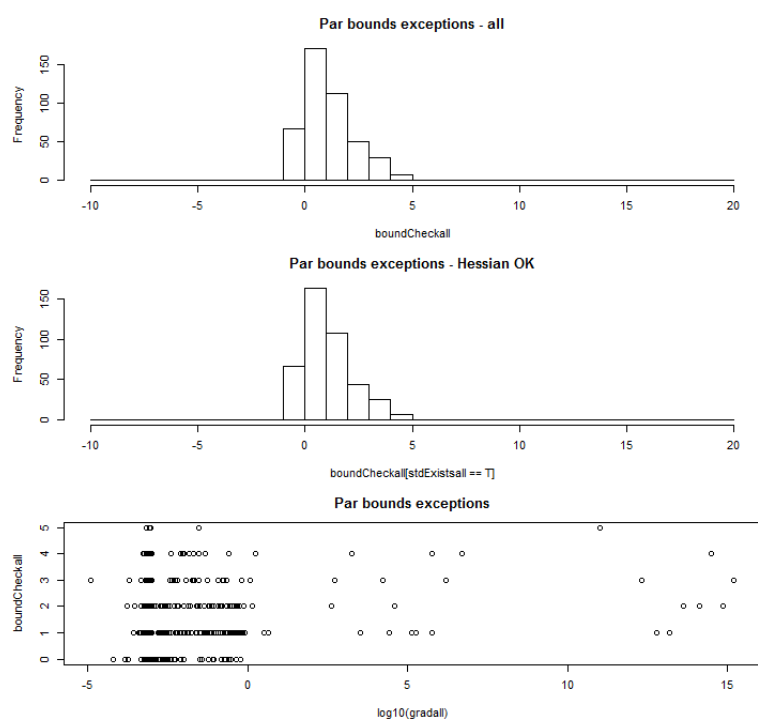 Par bounds exceptions - all
Frequency
150
100
50
0
-10 -5 0 5 10 15 20
boundCheckall
Par bounds exceptions - Hessian OK
Frequency
150
100
50
0
-10 -5 0 5 10 15 20
boundCheckall[stdExistsall == T]
Par bounds exceptions
boundCheckall
5
4
3
2
1
0
-5 0 5 10 15
log10(gradall)